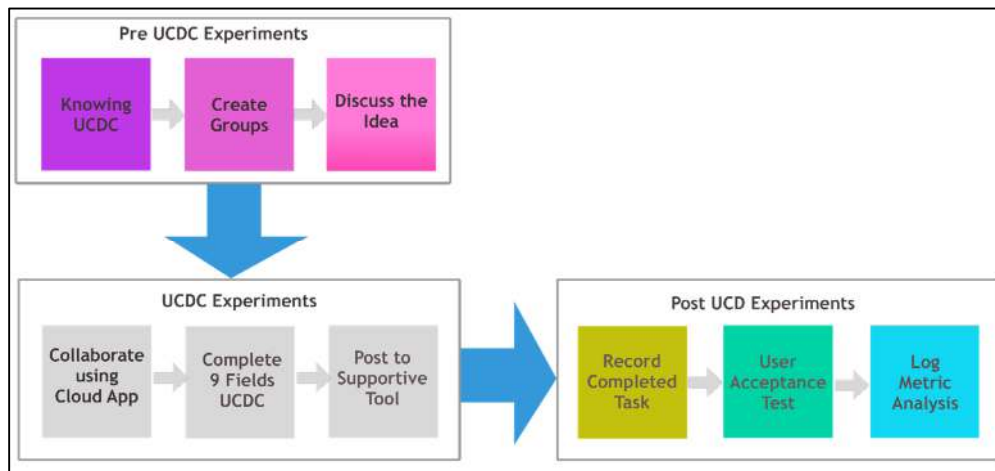 Pre UCDC Experiments
Knowing
UCDC
Create
Groups
Discuss the
Idea
UCDC Experiments
Collaborate
using
Cloud App
Complete
9 Fields
UCDC
Post to
Supportive
Tool
Post UCD Experiments
Record
Completed
Task
User
Acceptance
Test
Log
Metric
Analysis